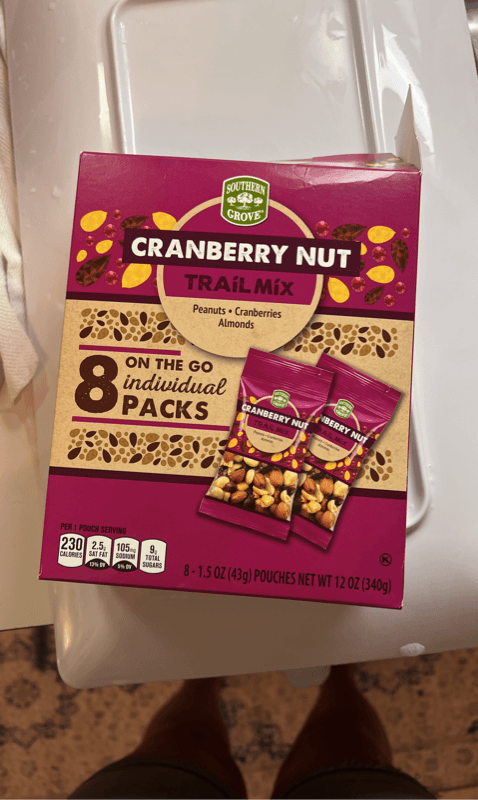 SOUTHERN
GROVE
CRANBERRY NUT
TRAIL MIX
Peanuts • Cranberries
Almonds
8
ON THE GO
individual
PACKS
CRANBERRY NUT
TRAIL MIX
CRANBERRY NUT
PER 1 POUCH SERVING
230
CALORIES
2.5g
SAT FAT
13% DV
105mg
SODIUM
5% DV
9g
TOTAL
SUGARS
8 - 1.5 OZ (43g) POUCHES NET WT 12 OZ (340g)